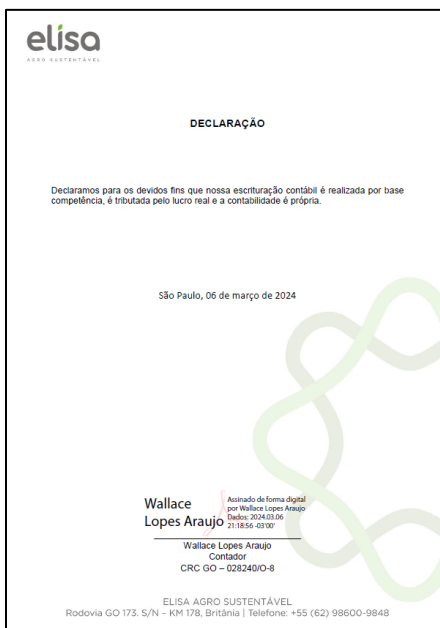 elisa
AGRO SUSTENTÁVEL
DECLARAÇÃO
Declaramos para os devidos fins que nossa escrituração contábil é realizada por base
competência, é tributada pelo lucro real e a contabilidade é própria.
São Paulo, 06 de março de 2024
Wallace
Lopes Araujo
Assinado de forma digital
por Wallace Lopes Araujo
Dados: 2024.03.06
21:18:56 -03'00'
Wallace Lopes Araujo
Contador
CRC GO – 028240/O-8
ELISA AGRO SUSTENTÁVEL
Rodovia GO 173. S/N – KM 178, Britânia | Telefone: +55 (62) 98600-9848